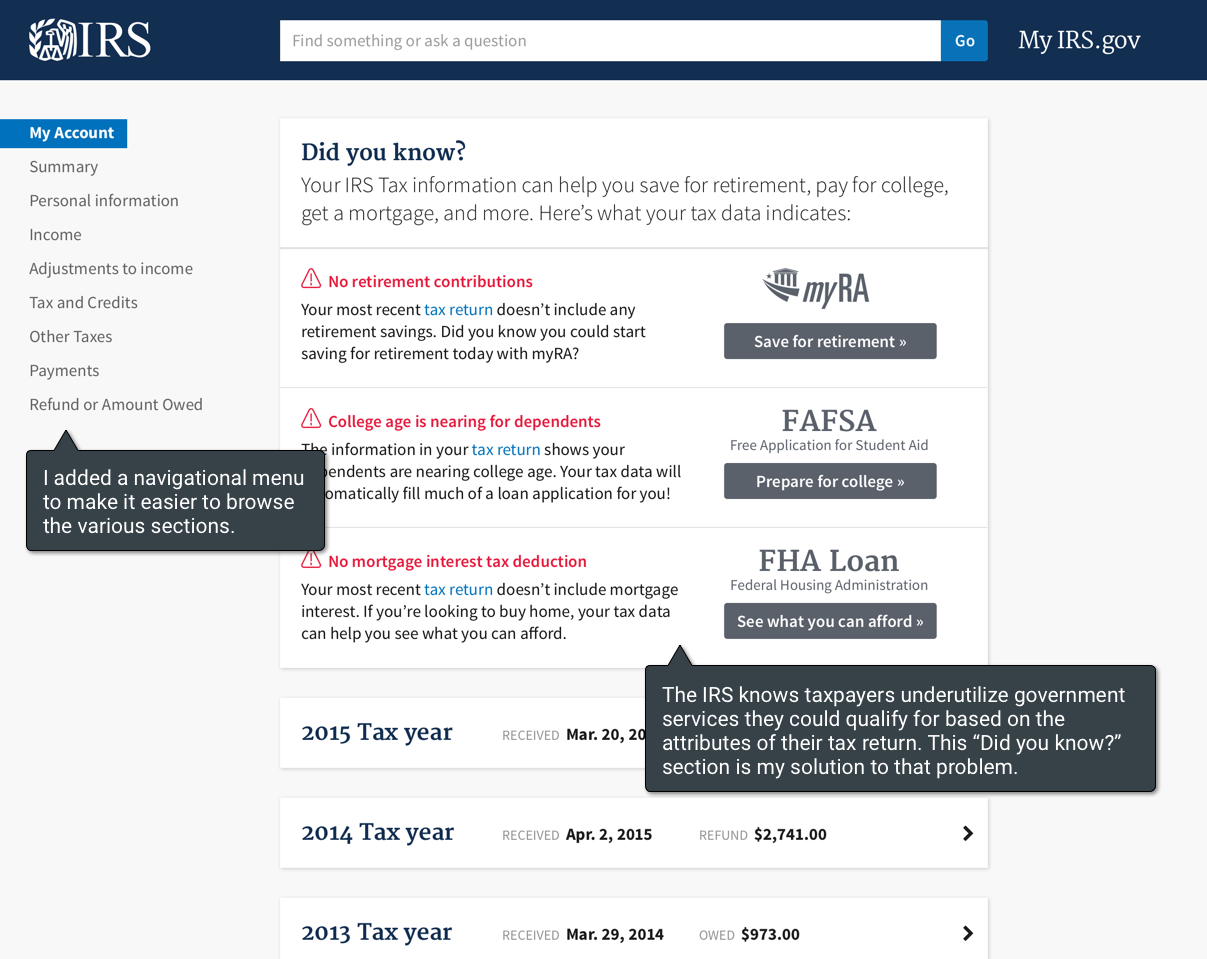 IRS
Find something or ask a question
Go
My IRS.gov
My Account
Summary
Personal information
Income
Adjustments to income
Tax and Credits
Other Taxes
Payments
Refund or Amount Owed
I added a navigational menu
to make it easier to browse
the various sections.
Did you know?
Your IRS Tax information can help you save for retirement, pay for college,
get a mortgage, and more. Here’s what your tax data indicates:
No retirement contributions
Your most recent tax return doesn’t include any
retirement savings. Did you know you could start
saving for retirement today with myRA?
myRA
Save for retirement »
College age is nearing for dependents
The information in your tax return shows your
are nearing college age. Your tax data will
fill much of a loan application for you!
FAFSA
Free Application for Student Aid
Prepare for college »
No mortgage interest tax deduction
Your most recent tax return doesn’t include mortgage
interest. If you’re looking to buy home, your tax data
can help you see what you can afford.
FHA Loan
Federal Housing Administration
See what you can afford »
The IRS knows taxpayers underutilize government
services they could qualify for based on the
attributes of their tax return. This “Did you know?”
section is my solution to that problem.
2015 Tax year RECEIVED Mar. 20, 20
2014 Tax year RECEIVED Apr. 2, 2015 REFUND $2,741.00
2013 Tax year RECEIVED Mar. 29, 2014 OWED $973.00